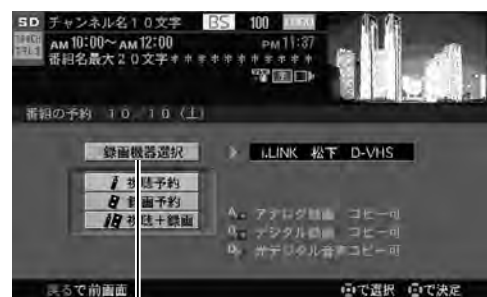 SD チャンネル名10文字 BS 100
AM 10:00～AM 12:00 PM 11:37
番組名最大20文字＊＊＊＊＊＊＊＊＊＊
番組の予約 10/10(土)
録画機器選択 i.LINK 松下 D-VHS
視聴予約
録画予約
視聴＋録画
アナログ録画 コピー可
デジタル録画 コピー可
光デジタル音声コピー可
戻るで前画面 で選択 で決定